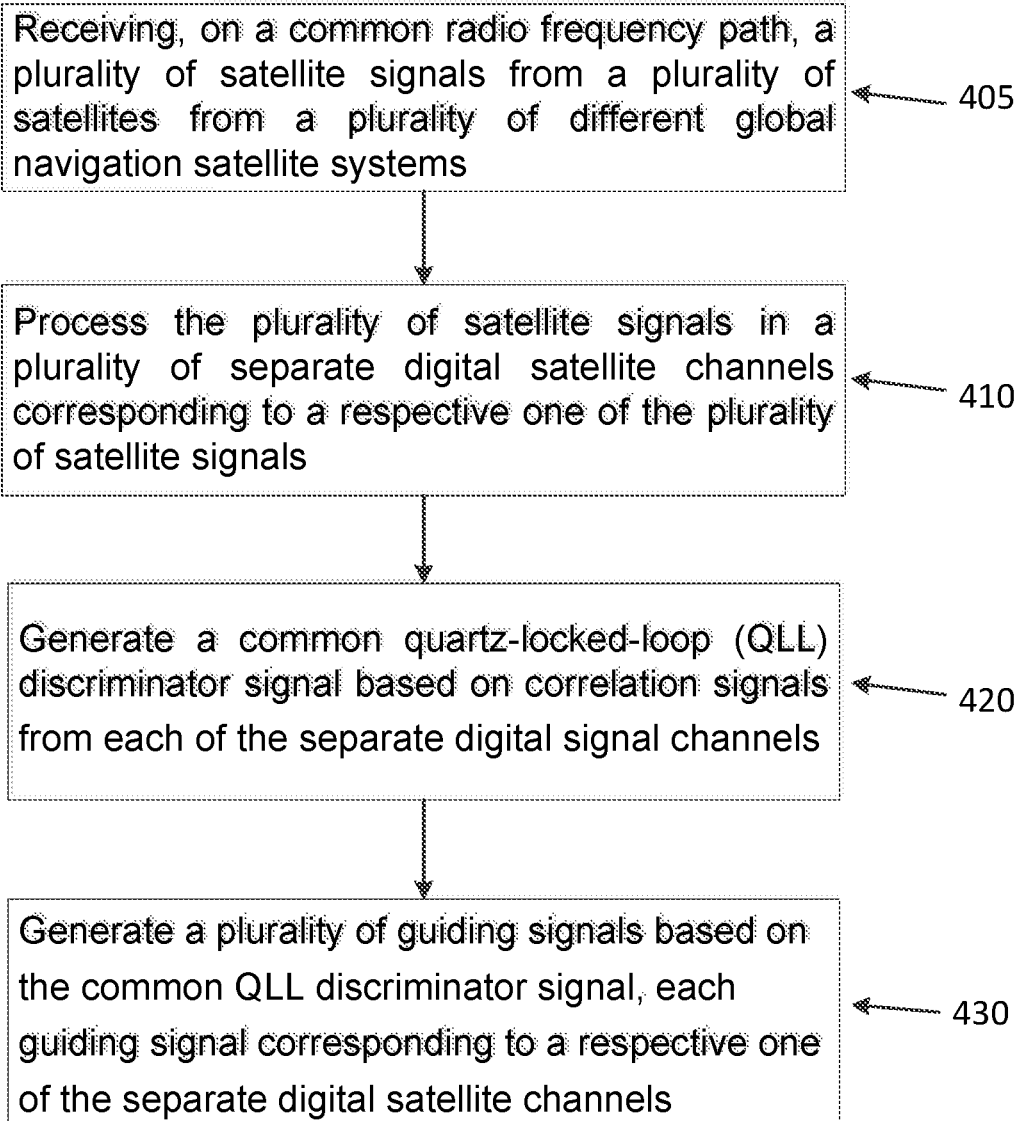 Receiving, on a common radio frequency path, a
plurality of satellite signals from a plurality of
satellites from a plurality of different global
navigation satellite systems
405
Process the plurality of satellite signals in a
plurality of separate digital satellite channels
corresponding to a respective one of the plurality
of satellite signals
410
Generate a common quartz-locked-loop (QLL)
discriminator signal based on correlation signals
from each of the separate digital signal channels
420
Generate a plurality of guiding signals based on
the common QLL discriminator signal, each
guiding signal corresponding to a respective one
of the separate digital satellite channels
430